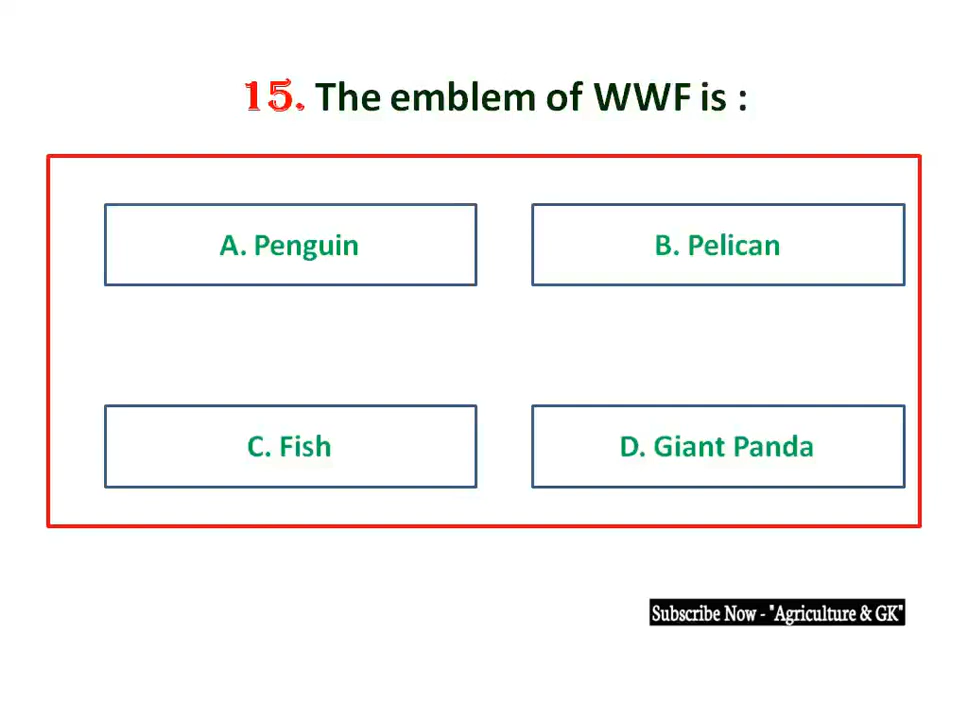 15. The emblem of WWF is :
A. Penguin
B. Pelican
C. Fish
D. Giant Panda
Subscribe Now - "Agriculture & GK"